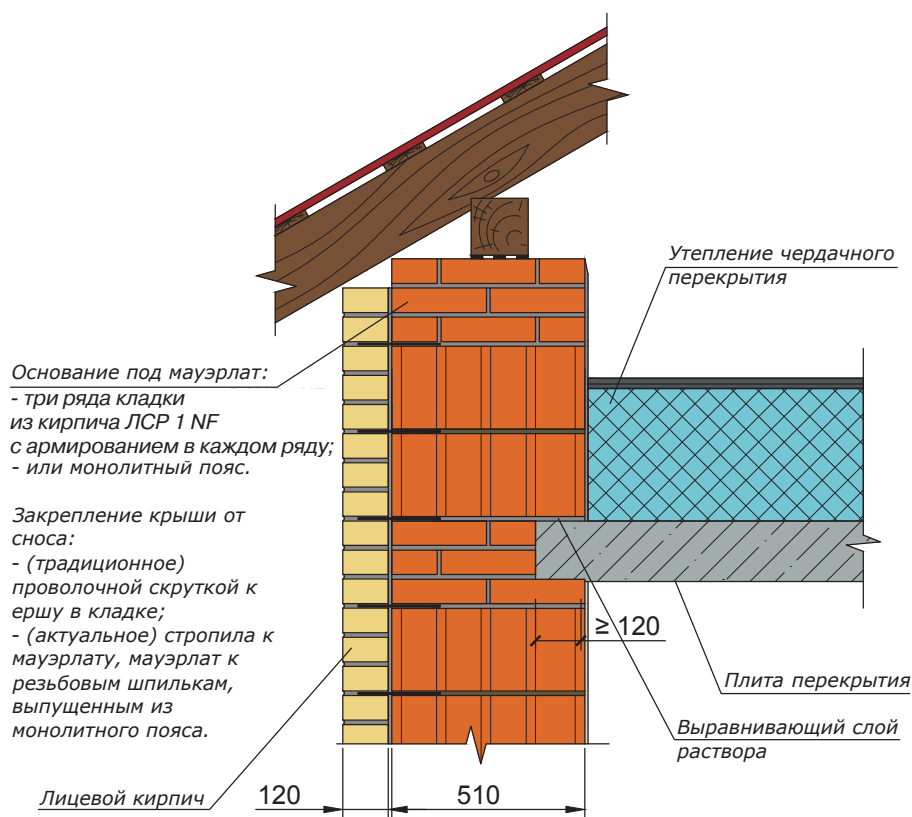 Утепление чердачного
перекрытия
Основание под мауэрлат:
- три ряда кладки
из кирпича ЛСР 1 NF
с армированием в каждом ряду;
- или монолитный пояс.
Закрепление крыши от
сноса:
- (традиционное)
проволочной скруткой к
ершу в кладке;
- (актуальное) стропила к
мауэрлату, мауэрлат к
резьбовым шпилькам,
выпущенным из
монолитного пояса.
≥ 120
Плита перекрытия
Выравнивающий слой
раствора
Лицевой кирпич
120
510